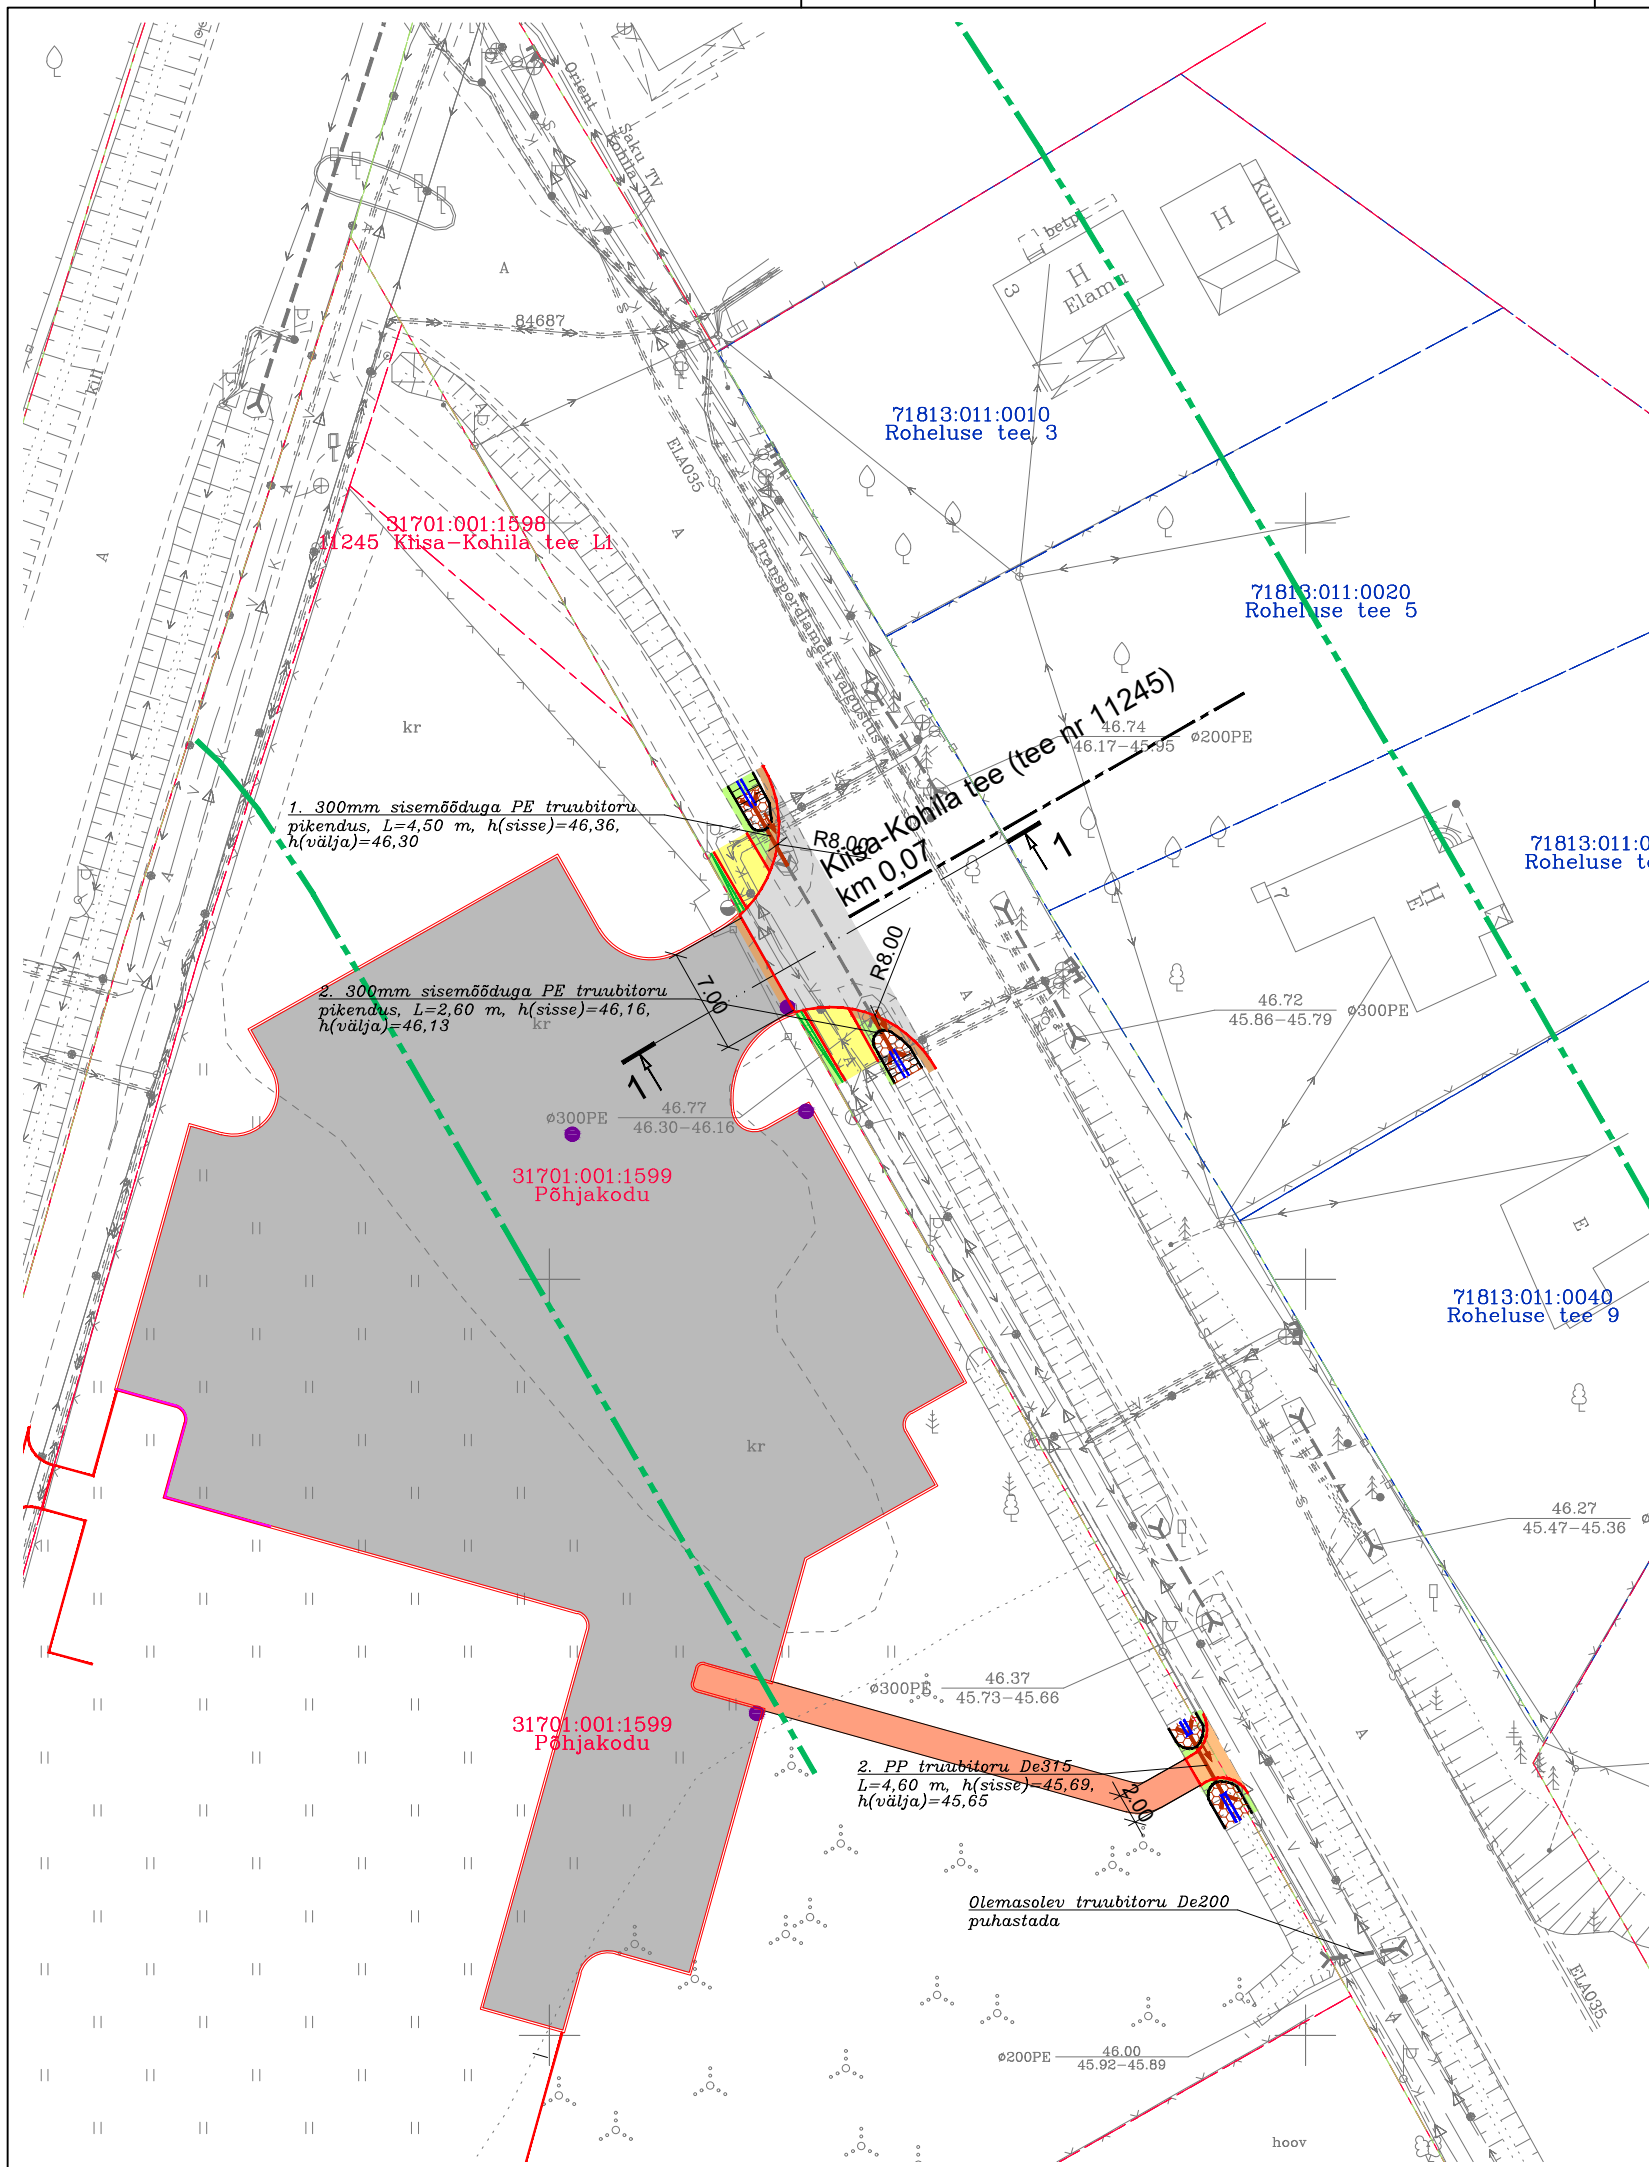 Orient
Saku TV
Kohila TV
kill
A
84687
betp
H
Kuur
3
H
Elamu
71813:011:0010
Roheluse tee 3
ELA035
31701:001:1598
11245 Kiisa-Kohila tee L1
A
A
Transpordiameti valgustus
71813:011:0020
Roheluse tee 5
kr
46.74
46.17-45.95
ø200PE
Kiisa-Kohila tee (tee nr 11245)
km 0,07
1. 300mm sisemõõduga PE truubitoru
pikendus, L=4,50 m, h(sisse)=46,36,
h(välja)=46,30
R8.00
1
71813:011:0
Roheluse te
H
E
R8.00
7.00
2. 300mm sisemõõduga PE truubitoru
pikendus, L=2,60 m, h(sisse)=46,16,
h(välja)=46,13
kr
A
46.72
45.86-45.79
ø300PE
1
ø300PE
46.77
46.30-46.16
31701:001:1599
Põhjakodu
E
71813:011:0040
Roheluse tee 9
kr
46.27
45.47-45.36
ø
ø300PE
46.37
45.73-45.66
31701:001:1599
Põhjakodu
A
2. PP truubitoru De315
L=4,60 m, h(sisse)=45,69,
h(välja)=45,65
2.00
Olemasolev truubitoru De200
puhastada
ELA035
ø200PE
46.00
45.92-45.89
hoov